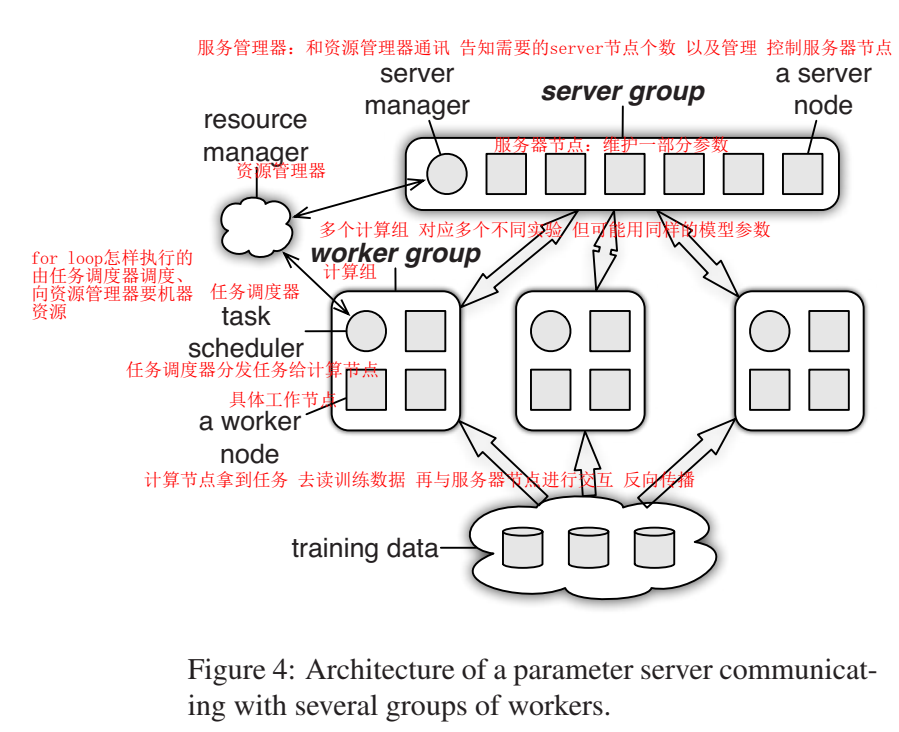 服务管理器：和资源管理器通讯 告知需要的server节点个数 以及管理 控制服务器节点
server
manager
server group
a server
node
resource
manager
服务器节点：维护一部分参数
资源管理器
多个计算组 对应多个不同实验 但可能用同样的模型参数
worker group
for loop怎样执行的
由任务调度器调度、
向资源管理器要机器
资源
计算组
任务调度器
task
scheduler
任务调度器分发任务给计算节点
具体工作节点
a worker
node
计算节点拿到任务 去读训练数据 再与服务器节点进行交互 反向传播
training data
Figure 4: Architecture of a parameter server communicat-
ing with several groups of workers.